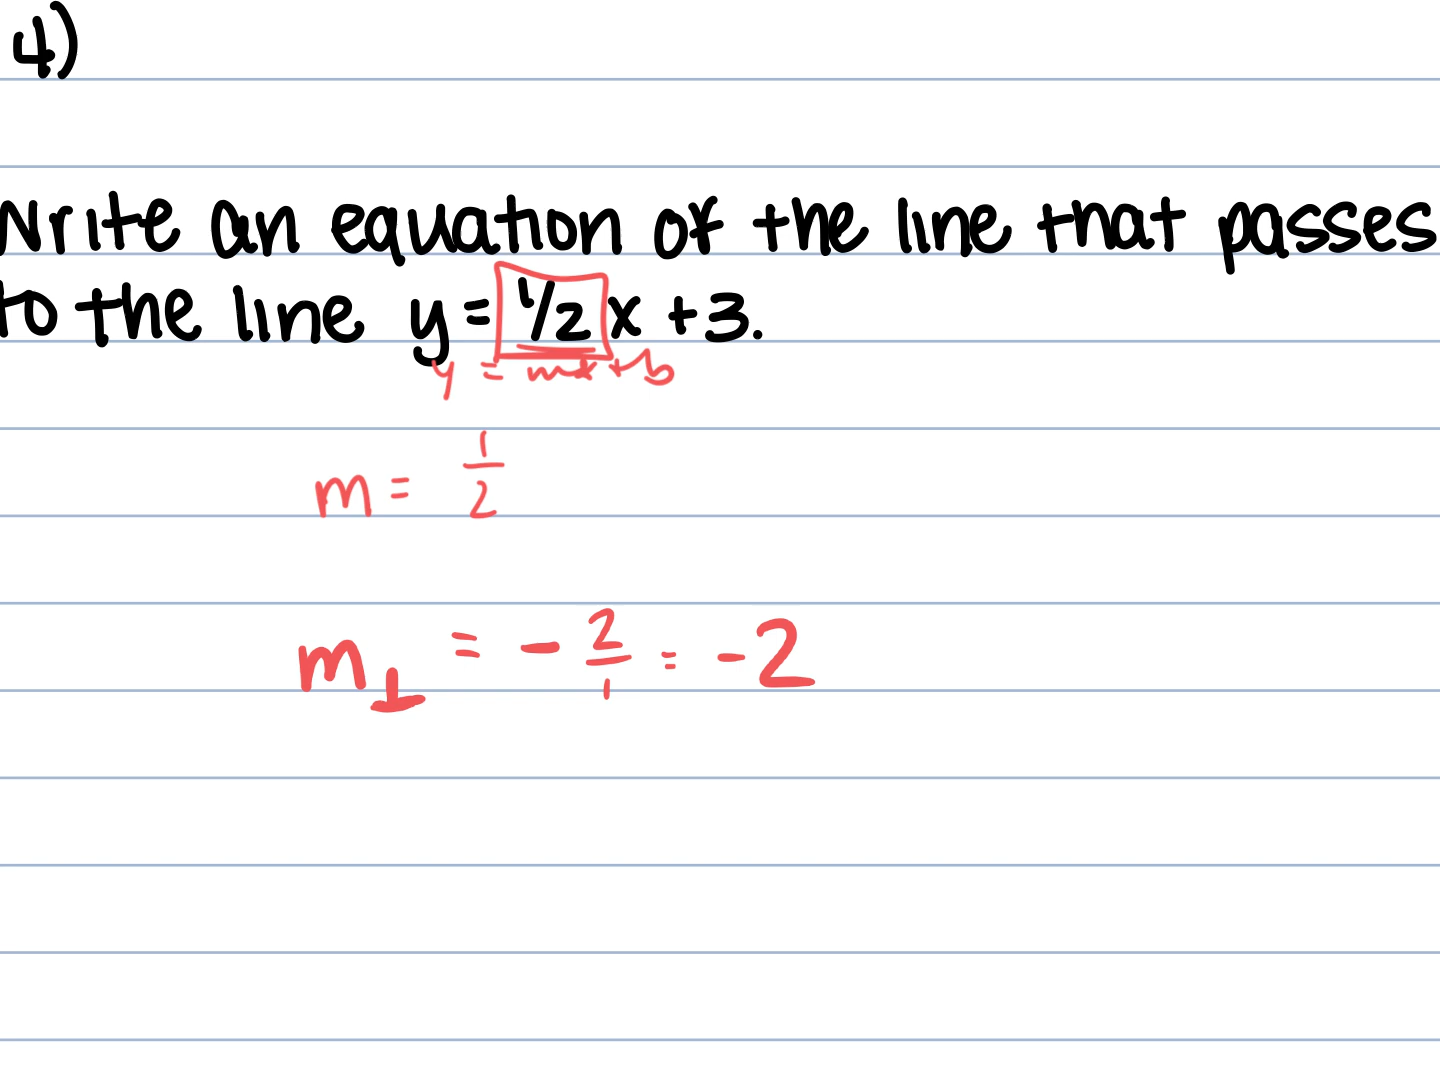 4)
Write an equation of the line that passes
to the line y = 1/2 x + 3.
y = mx + b
m = 1/2
m⊥ = - 2/1 = -2